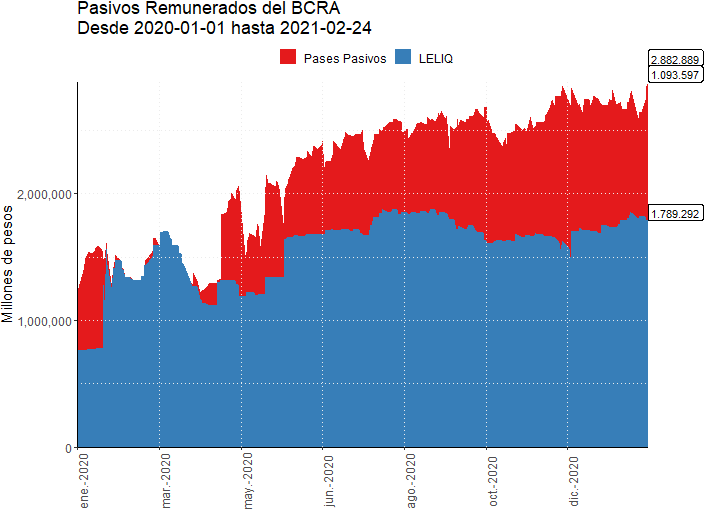 Pasivos Remunerados del BCRA
Desde 2020-01-01 hasta 2021-02-24
Pases Pasivos
LELIQ
2.882.889
1.093.597
1.789.292
Millones de pesos
2,000,000
1,000,000
0
ene.-2020
mar.-2020
may.-2020
jun.-2020
ago.-2020
oct.-2020
dic.-2020